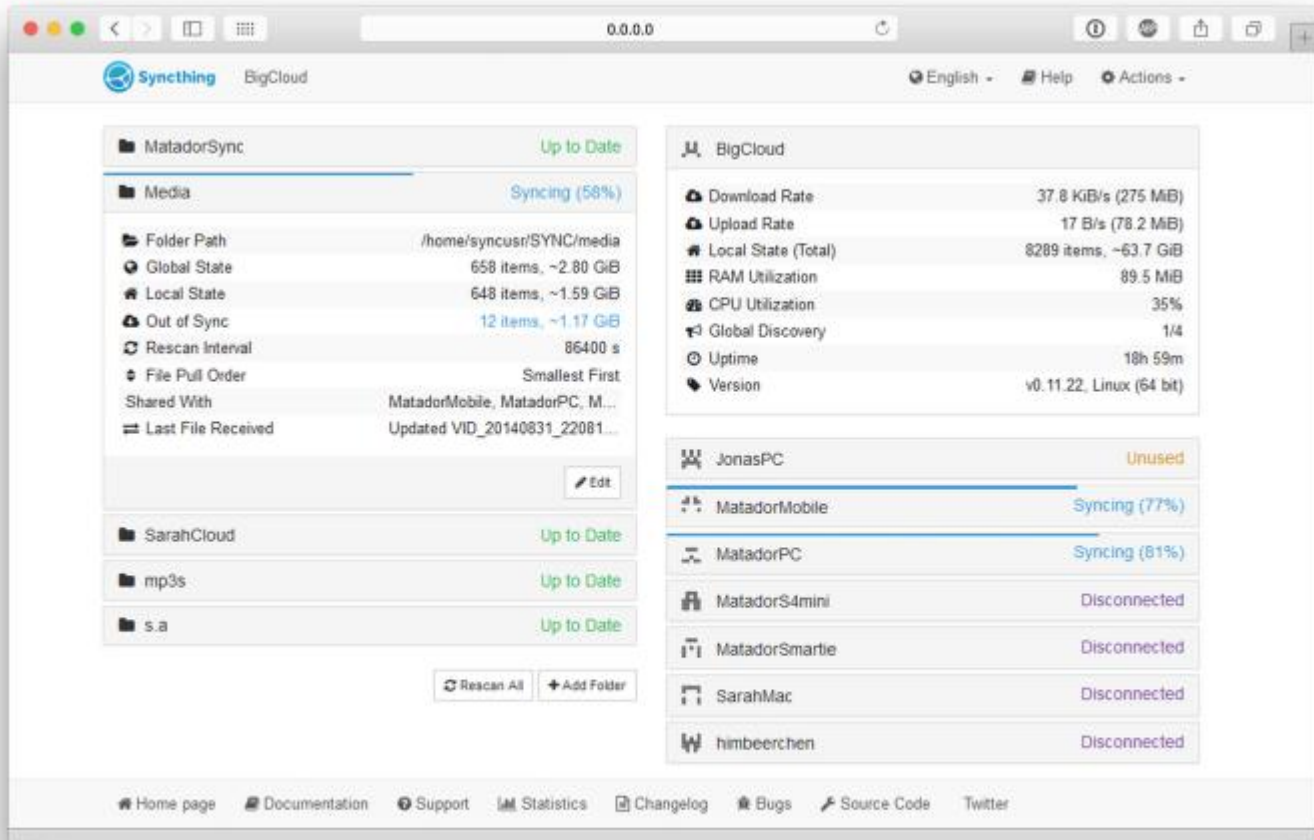 0.0.0.0
Syncthing BigCloud English Help Actions
MatadorSync Up to Date
Media Syncing (58%)
Folder Path /home/syncusr/SYNC/media
Global State 658 items, ~2.80 GiB
Local State 648 items, ~1.59 GiB
Out of Sync 12 items, ~1.17 GiB
Rescan Interval 86400 s
File Pull Order Smallest First
Shared With MatadorMobile, MatadorPC, M...
Last File Received Updated VID_20140831_22081...
Edit
SarahCloud Up to Date
mp3s Up to Date
s.a Up to Date
Rescan All Add Folder
BigCloud
Download Rate 37.8 KiB/s (275 MiB)
Upload Rate 17 B/s (78.2 MiB)
Local State (Total) 8289 items, ~63.7 GiB
RAM Utilization 89.5 MiB
CPU Utilization 35%
Global Discovery 1/4
Uptime 18h 59m
Version v0.11.22, Linux (64 bit)
JonasPC Unused
MatadorMobile Syncing (77%)
MatadorPC Syncing (81%)
MatadorS4mini Disconnected
MatadorSmartie Disconnected
SarahMac Disconnected
himbeerchen Disconnected
Home page Documentation Support Statistics Changelog Bugs Source Code Twitter